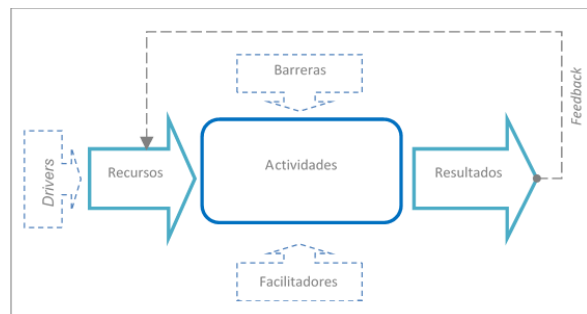 Barreras
Feedback
Drivers
Recursos
Actividades
Resultados
Facilitadores